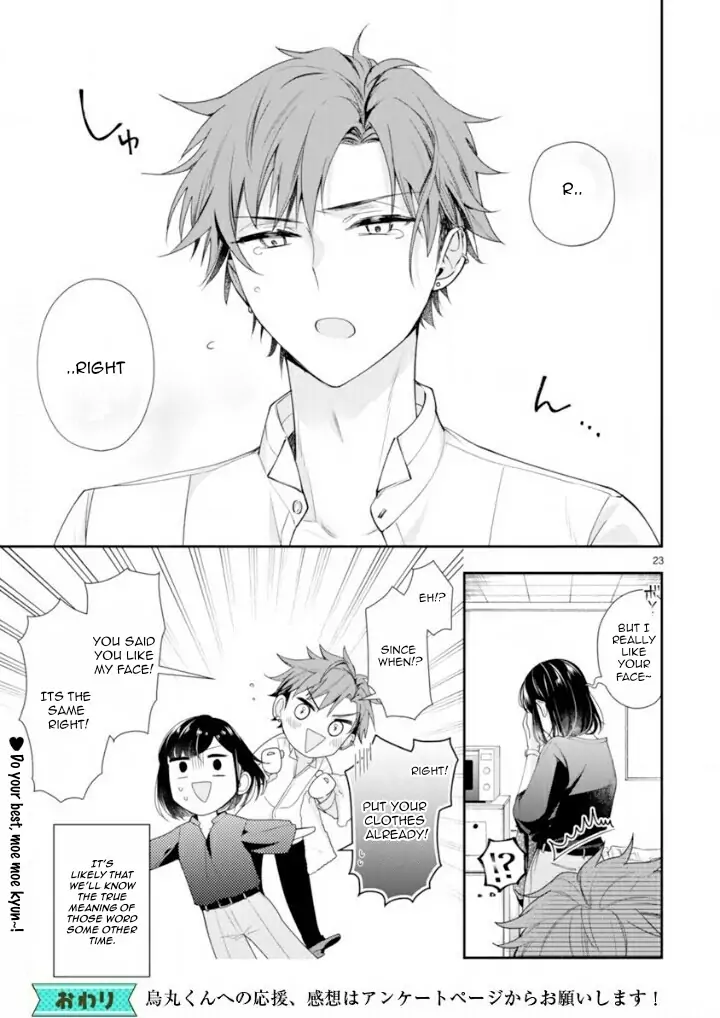 R..
しゅ
..RIGHT
ん...
23
ボソ
BUT I
REALLY
LIKE
YOUR
FACE~
!?
EH!?
SINCE
WHEN!?
YOU SAID
YOU LIKE
MY FACE!
ITS THE
SAME
RIGHT!
RIGHT!
PUT YOUR
CLOTHES
ALREADY!
IT'S
LIKELY THAT
WE'LL KNOW
THE TRUE
MEANING OF
THOSE WORD
SOME OTHER
TIME.
♥Do your best, moe moe kyun~!
おわり
烏丸くんへの応援、感想はアンケートページからお願いします!